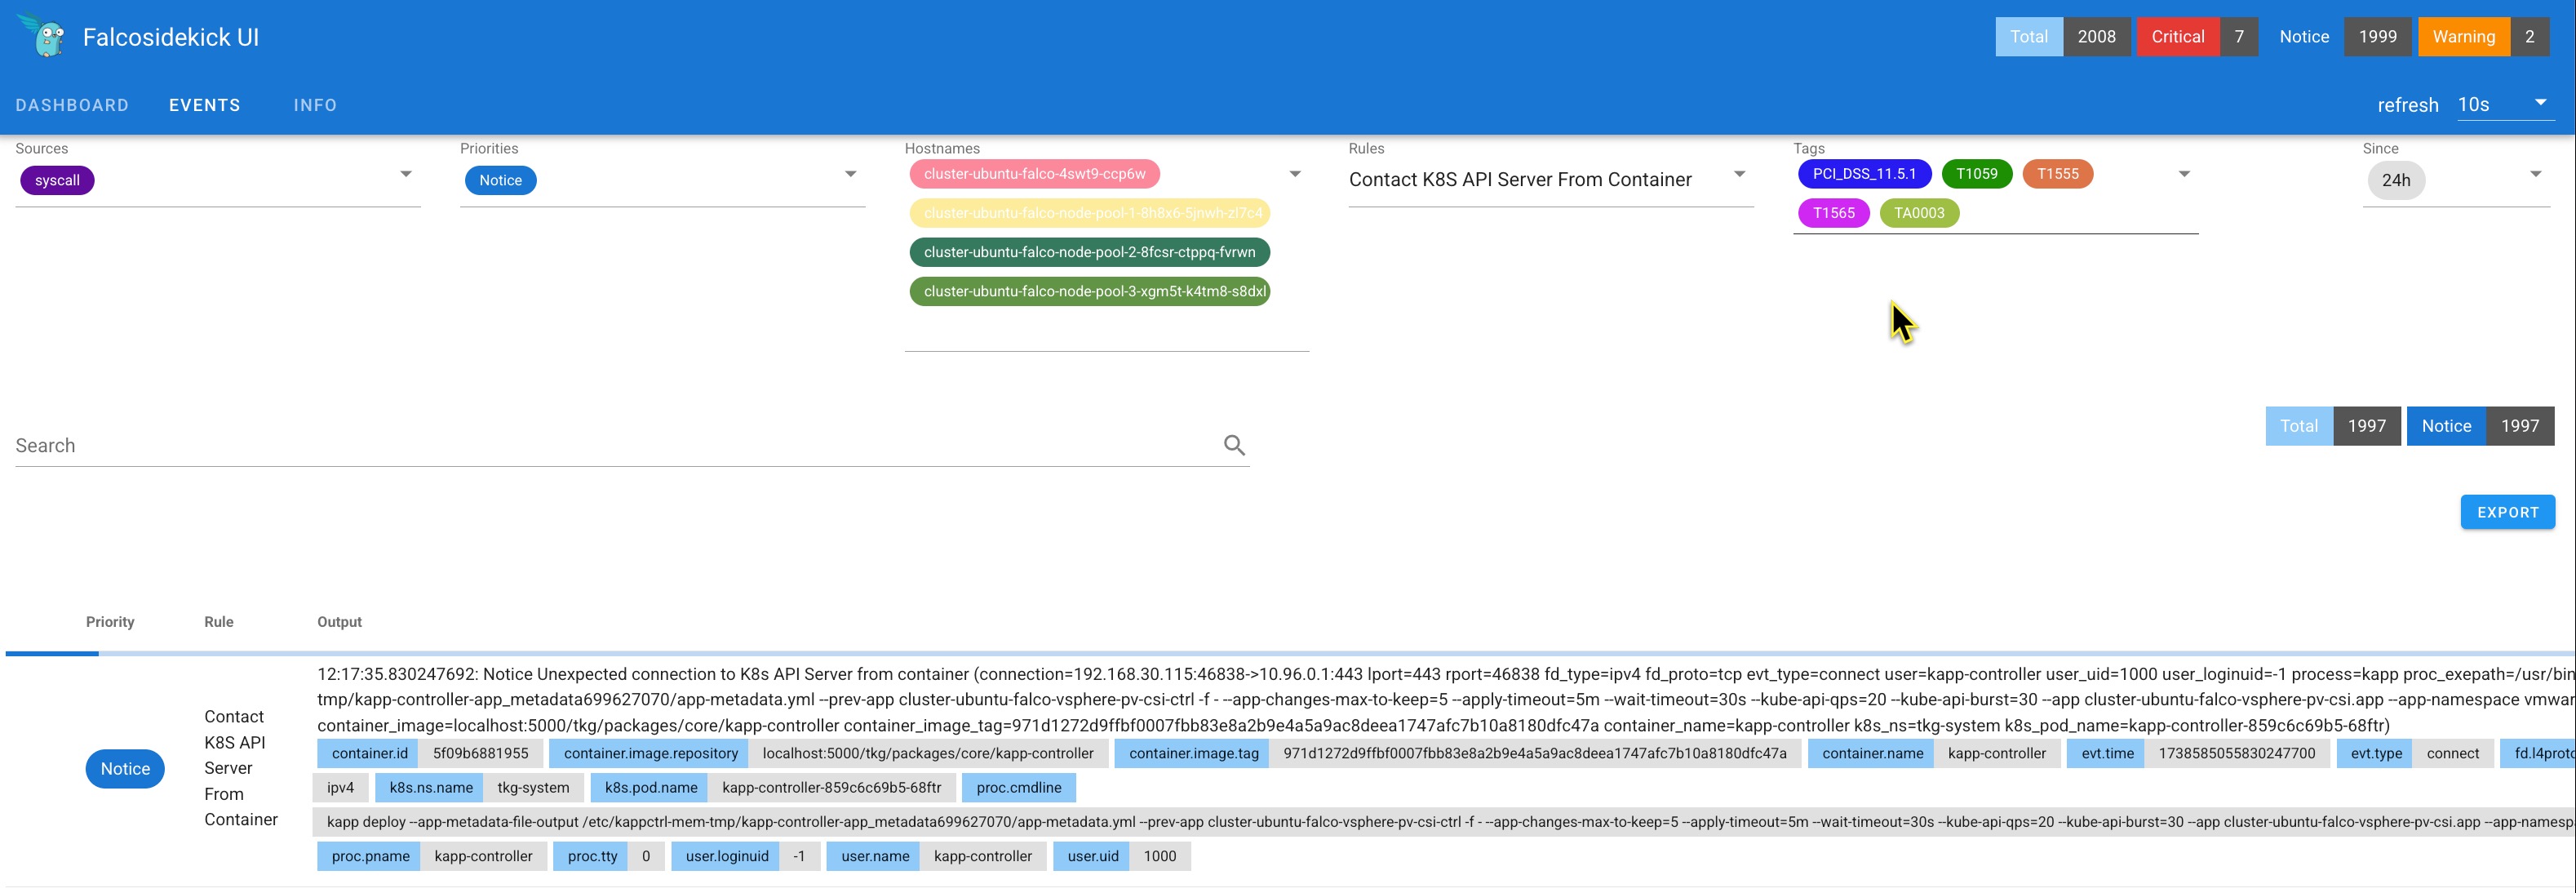 Falcosidekick UI
Total 2008 Critical 7 Notice 1999 Warning 2
DASHBOARD EVENTS INFO
refresh 10s
Sources
syscall
Priorities
Notice
Hostnames
cluster-ubuntu-falco-4swt9-ccp6w
cluster-ubuntu-falco-node-pool-1-8h8x6-5jnwh-zl7c4
cluster-ubuntu-falco-node-pool-2-8fcsr-ctppq-fvrwn
cluster-ubuntu-falco-node-pool-3-xgm5t-k4tm8-s8dxl
Rules
Contact K8S API Server From Container
Tags
PCI_DSS_11.5.1 T1059 T1555
T1565 TA0003
Since
24h
Search
Total 1997 Notice 1997
EXPORT
Priority Rule Output
Notice
Contact
K8S API
Server
From
Container
12:17:35.830247692: Notice Unexpected connection to K8s API Server from container (connection=192.168.30.115:46838->10.96.0.1:443 lport=443 rport=46838 fd_type=ipv4 fd_proto=tcp evt_type=connect user=kapp-controller user_uid=1000 user_loginuid=-1 process=kapp proc_exepath=/usr/bin
tmp/kapp-controller-app_metadata699627070/app-metadata.yml --prev-app cluster-ubuntu-falco-vsphere-pv-csi-ctrl -f - --app-changes-max-to-keep=5 --apply-timeout=5m --wait-timeout=30s --kube-api-qps=20 --kube-api-burst=30 --app cluster-ubuntu-falco-vsphere-pv-csi.app --app-namespace vmwar
container_image=localhost:5000/tkg/packages/core/kapp-controller container_image_tag=971d1272d9ffbf0007fbb83e8a2b9e4a5a9ac8deea1747afc7b10a8180dfc47a container_name=kapp-controller k8s_ns=tkg-system k8s_pod_name=kapp-controller-859c6c69b5-68ftr)
container.id 5f09b6881955 container.image.repository localhost:5000/tkg/packages/core/kapp-controller container.image.tag 971d1272d9ffbf0007fbb83e8a2b9e4a5a9ac8deea1747afc7b10a8180dfc47a container.name kapp-controller evt.time 1738585055830247700 evt.type connect fd.l4proto
ipv4 k8s.ns.name tkg-system k8s.pod.name kapp-controller-859c6c69b5-68ftr proc.cmdline
kapp deploy --app-metadata-file-output /etc/kappctrl-mem-tmp/kapp-controller-app_metadata699627070/app-metadata.yml --prev-app cluster-ubuntu-falco-vsphere-pv-csi-ctrl -f - --app-changes-max-to-keep=5 --apply-timeout=5m --wait-timeout=30s --kube-api-qps=20 --kube-api-burst=30 --app cluster-ubuntu-falco-vsphere-pv-csi.app --app-namesp
proc.pname kapp-controller proc.tty 0 user.loginuid -1 user.name kapp-controller user.uid 1000